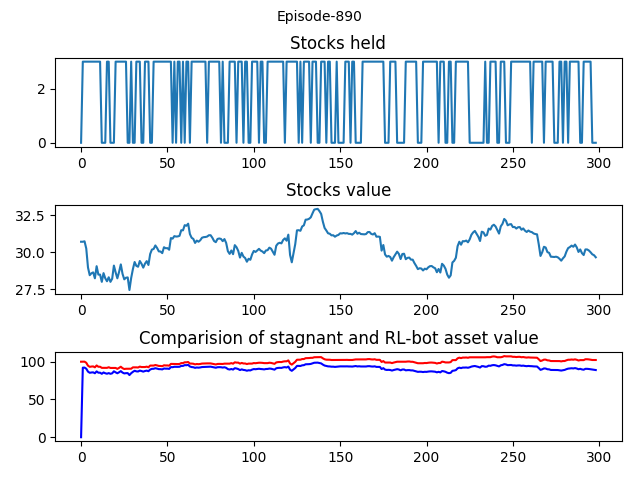 Episode-890
Stocks held
2
0
0 50 100 150 200 250 300
Stocks value
32.5
30.0
27.5
0 50 100 150 200 250 300
Comparision of stagnant and RL-bot asset value
100
50
0
0 50 100 150 200 250 300